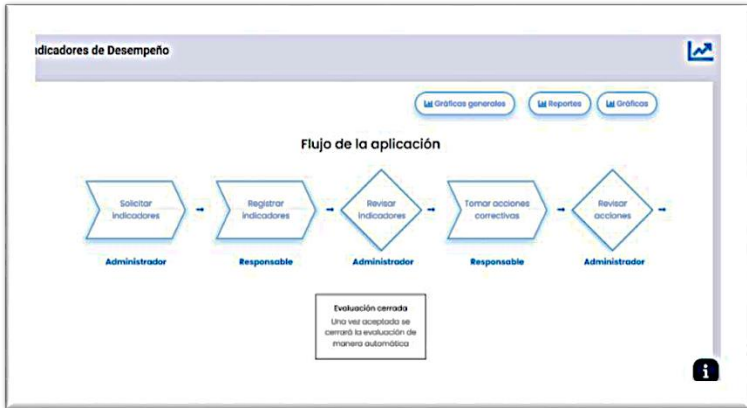 ndicadores de Desempeño
Gráficas generales
Reportes
Gráficas
Flujo de la aplicación
Solicitar
indicadores
Registrar
indicadores
Revisar
indicadores
Tomar acciones
correctivas
Revisar
acciones
Administrador
Responsable
Administrador
Responsable
Administrador
Evaluación cerrada
Una vez aceptada se
cerrará la evaluación de
manera automática
i